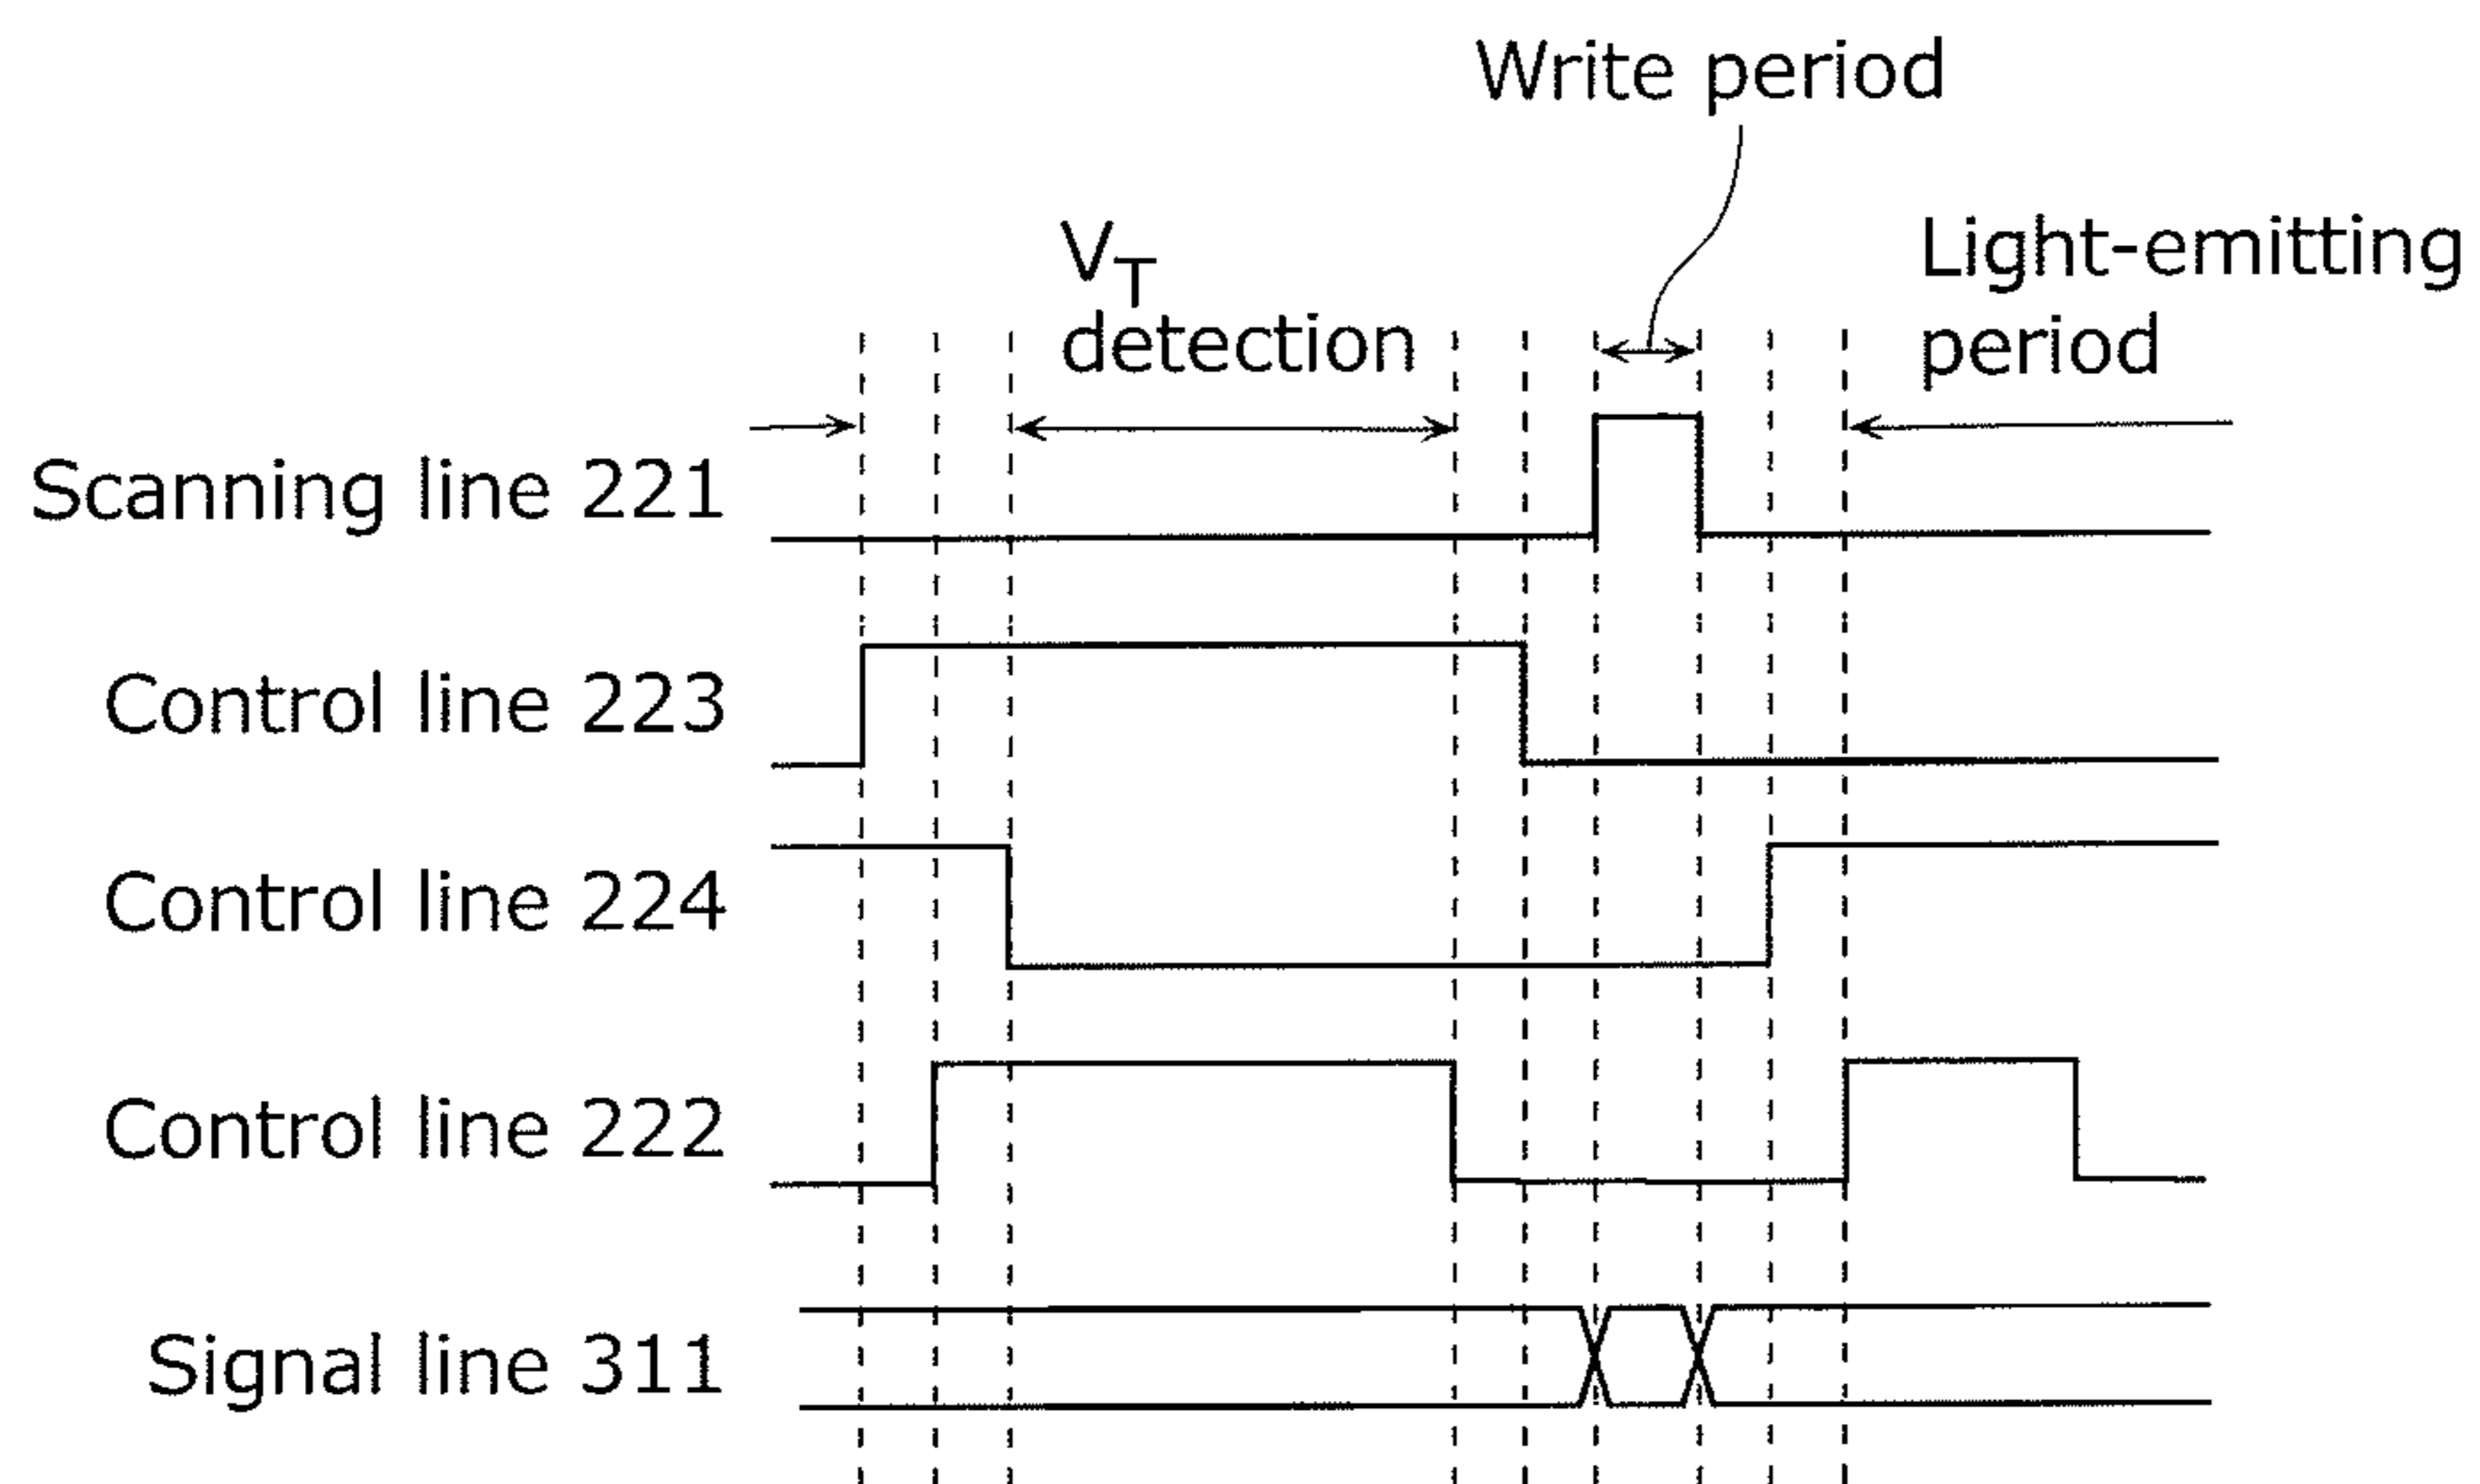 Write period
V_T
detection
Light-emitting
period
Scanning line 221
Control line 223
Control line 224
Control line 222
Signal line 311